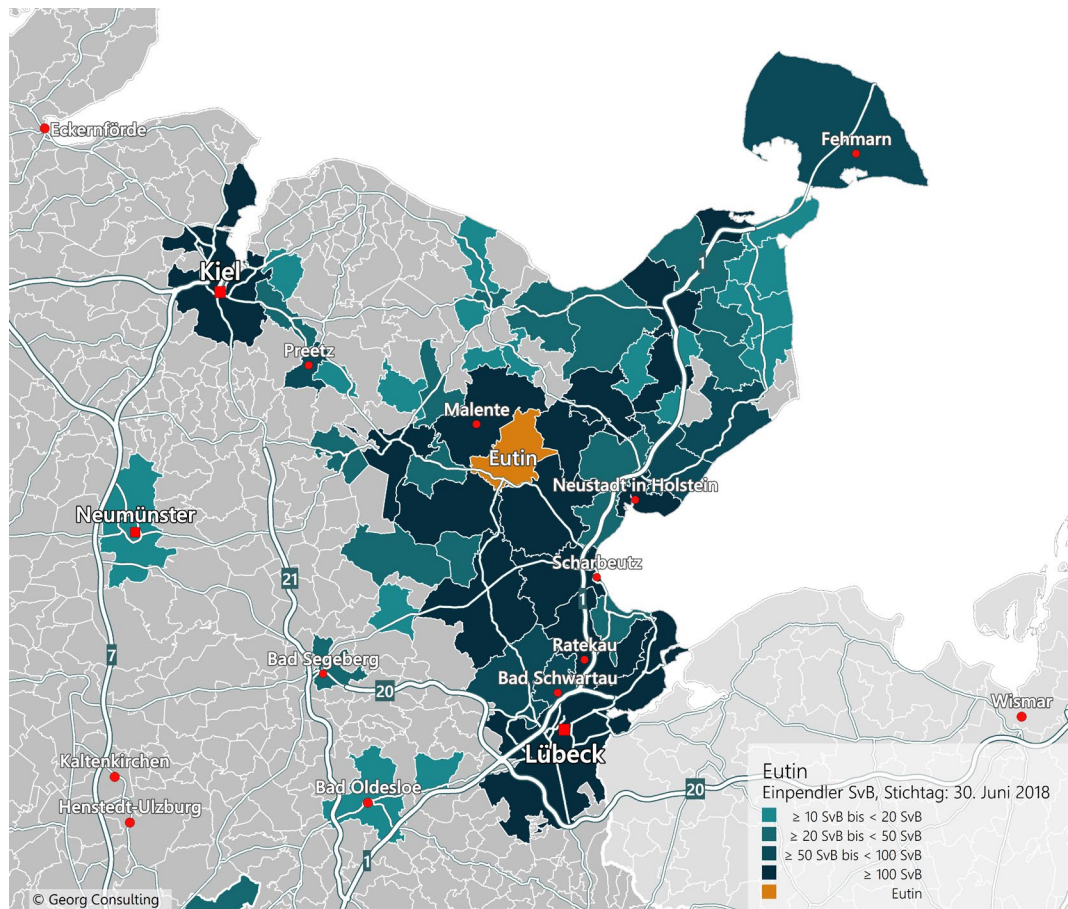 Eckernförde
Fehmarn
1
Kiel
Preetz
Malente
Eutin
Neustadt in Holstein
Neumünster
Scharbeutz
21
1
7
Ratekau
Bad Segeberg
Bad Schwartau
20
Wismar
Lübeck
Kaltenkirchen
Bad Oldesloe
Henstedt-Ulzburg
20
1
Eutin
Einpendler SvB, Stichtag: 30. Juni 2018
≥ 10 SvB bis < 20 SvB
≥ 20 SvB bis < 50 SvB
≥ 50 SvB bis < 100 SvB
≥ 100 SvB
Eutin
© Georg Consulting